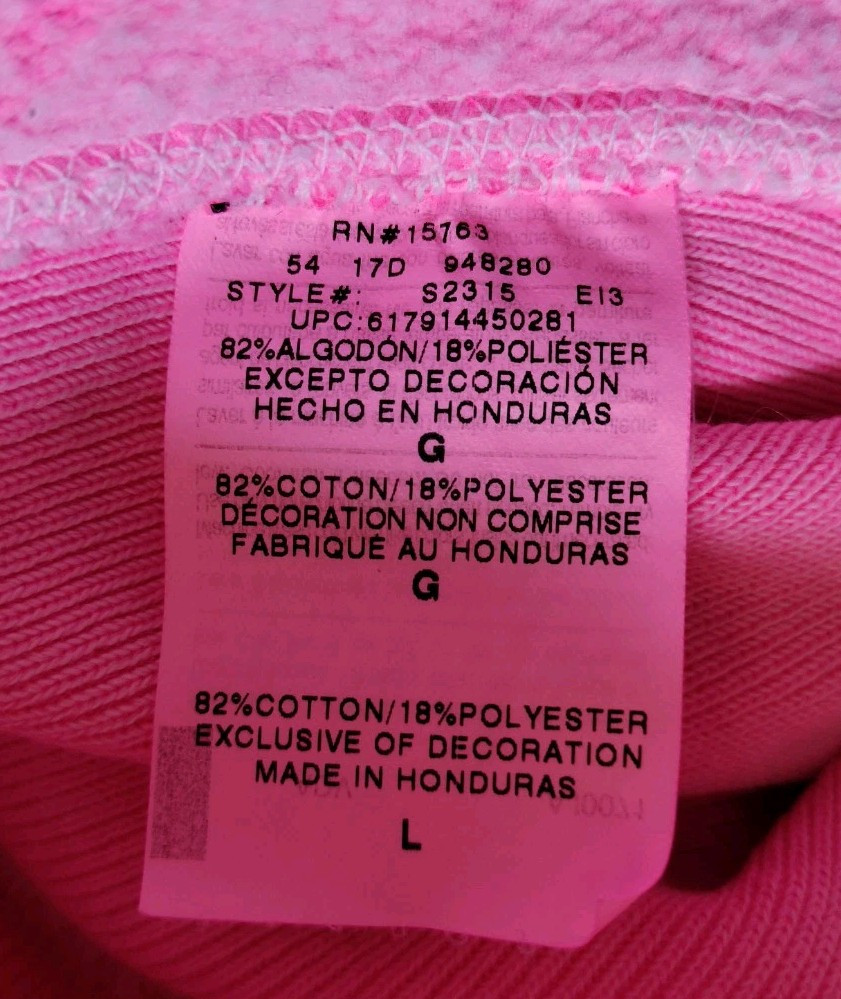 RN#15763
54 17D 948280
STYLE#: S2315 EI3
UPC:617914450281
82%ALGODÓN/18%POLIÉSTER
EXCEPTO DECORACIÓN
HECHO EN HONDURAS
G
82%COTON/18%POLYESTER
DÉCORATION NON COMPRISE
FABRIQUÉ AU HONDURAS
G
82%COTTON/18%POLYESTER
EXCLUSIVE OF DECORATION
MADE IN HONDURAS
L